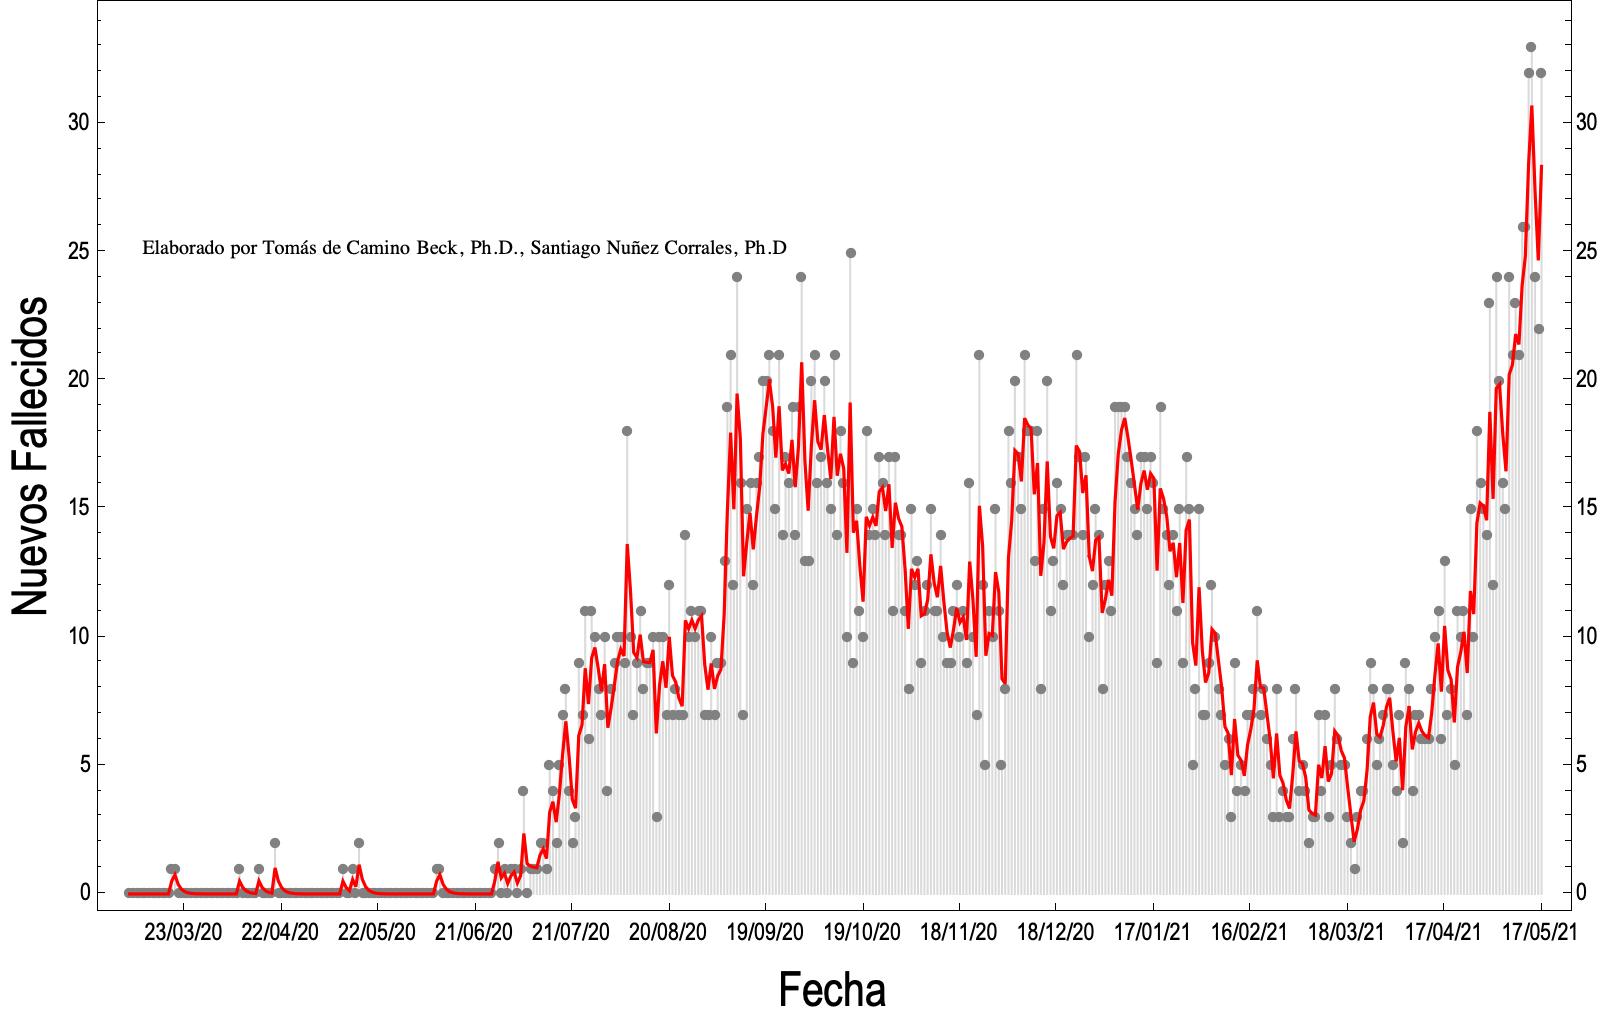 30 30
Elaborado por Tomás de Camino Beck, Ph.D., Santiago Nuñez Corrales, Ph.D
25 25
Nuevos Fallecidos
20 20
15 15
10 10
5 5
0 0
23/03/20 22/04/20 22/05/20 21/06/20 21/07/20 20/08/20 19/09/20 19/10/20 18/11/20 18/12/20 17/01/21 16/02/21 18/03/21 17/04/21 17/05/21
Fecha